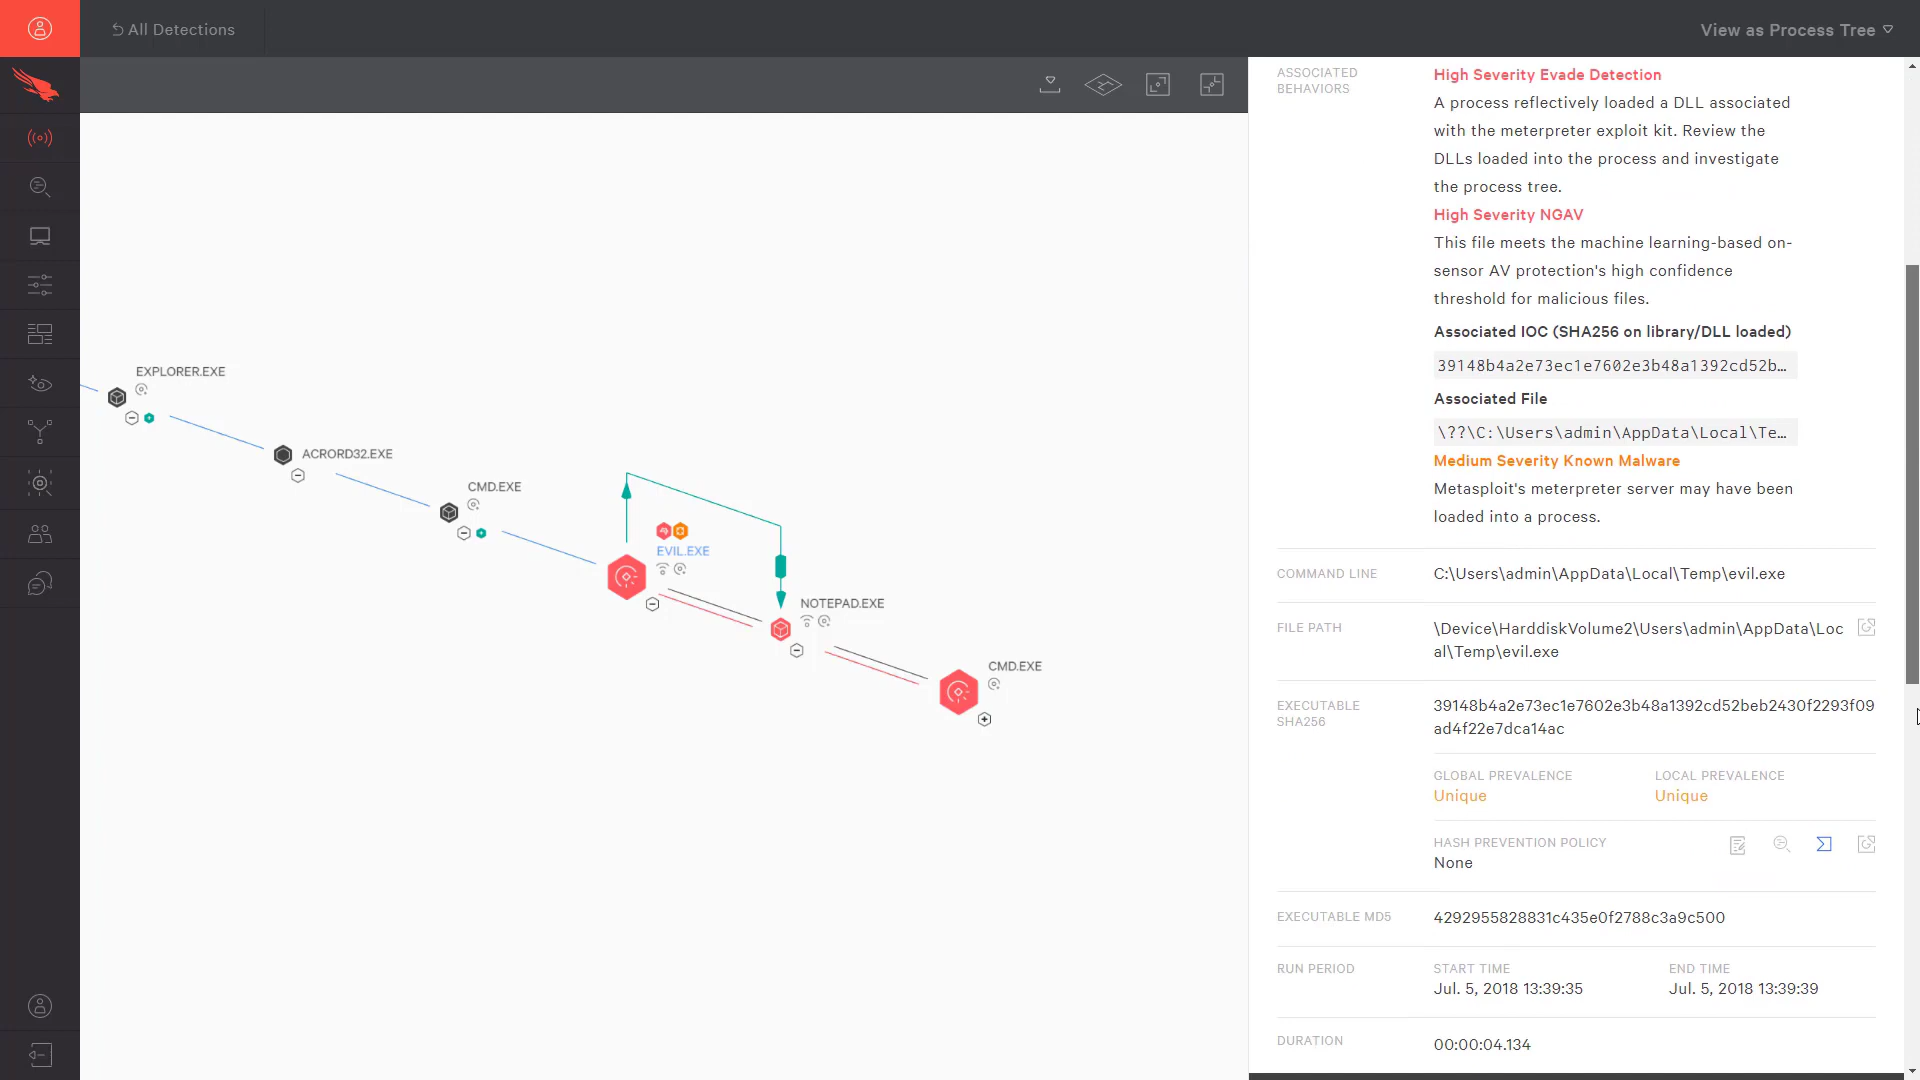 All Detections
View as Process Tree
EXPLORER.EXE
ACRORD32.EXE
CMD.EXE
EVIL.EXE
NOTEPAD.EXE
CMD.EXE
ASSOCIATED
BEHAVIORS
High Severity Evade Detection
A process reflectively loaded a DLL associated
with the meterpreter exploit kit. Review the
DLLs loaded into the process and investigate
the process tree.
High Severity NGAV
This file meets the machine learning-based on-
sensor AV protection's high confidence
threshold for malicious files.
Associated IOC (SHA256 on library/DLL loaded)
39148b4a2e73ec1e7602e3b48a1392cd52b…
Associated File
\??\C:\Users\admin\AppData\Local\Te…
Medium Severity Known Malware
Metasploit's meterpreter server may have been
loaded into a process.
COMMAND LINE
C:\Users\admin\AppData\Local\Temp\evil.exe
FILE PATH
\Device\HarddiskVolume2\Users\admin\AppData\Loc
al\Temp\evil.exe
EXECUTABLE
SHA256
39148b4a2e73ec1e7602e3b48a1392cd52beb2430f2293f09
ad4f22e7dca14ac
GLOBAL PREVALENCE
Unique
LOCAL PREVALENCE
Unique
HASH PREVENTION POLICY
None
EXECUTABLE MD5
4292955828831c435e0f2788c3a9c500
RUN PERIOD
START TIME
Jul. 5, 2018 13:39:35
END TIME
Jul. 5, 2018 13:39:39
DURATION
00:00:04.134